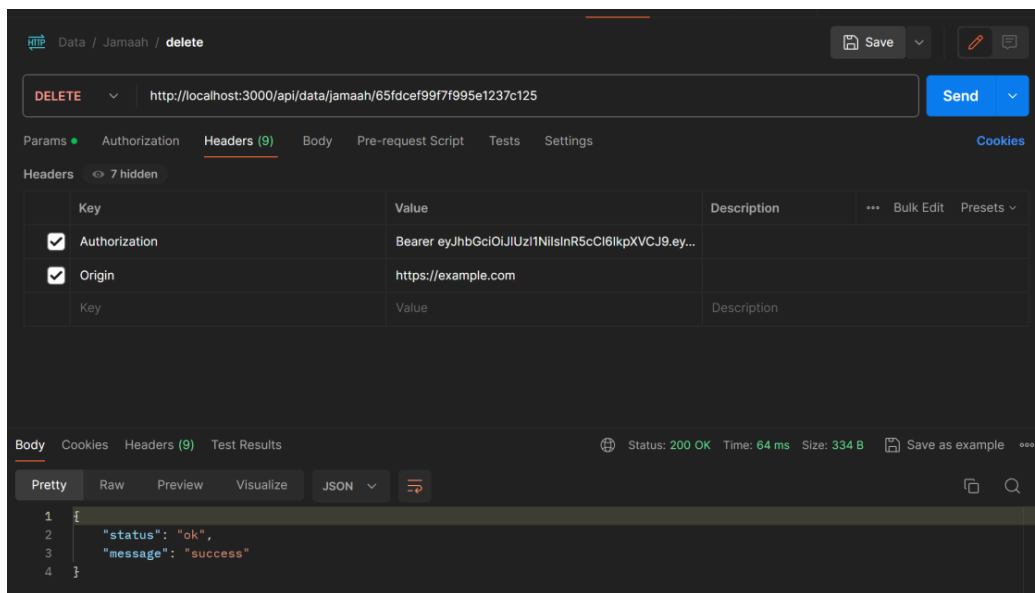 HTTP Data / Jamaah / delete
Save
DELETE http://localhost:3000/api/data/jamaah/65fdcef99f7f995e1237c125 Send
Params Authorization Headers (9) Body Pre-request Script Tests Settings Cookies
Headers 7 hidden
Key Value Description Bulk Edit Presets
Authorization Bearer eyJhbGciOiJIUzI1NiIsInR5cCI6IkpXVCJ9.ey...
Origin https://example.com
Key Value Description
Body Cookies Headers (9) Test Results Status: 200 OK Time: 64 ms Size: 334 B Save as example
Pretty Raw Preview Visualize JSON
1 {
2 "status": "ok",
3 "message": "success"
4 }